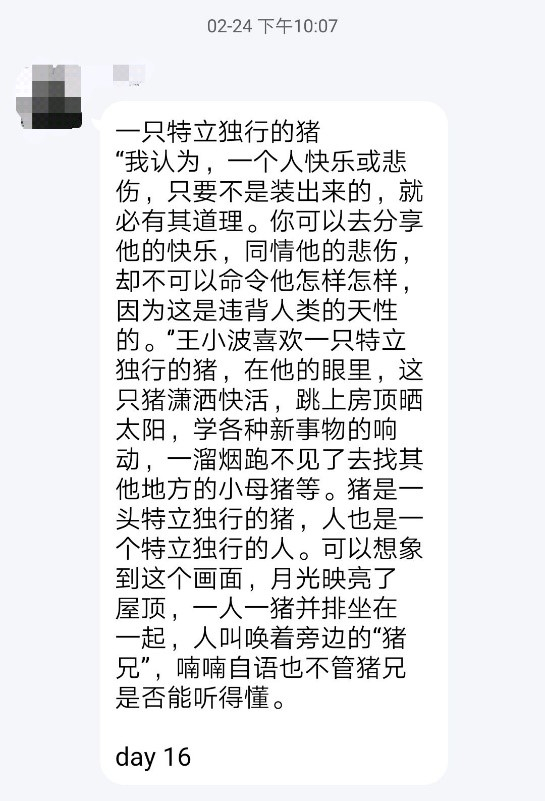 02-24 下午10:07
一只特立独行的猪
“我认为，一个人快乐或悲
伤，只要不是装出来的，就
必有其道理。你可以去分享
他的快乐，同情他的悲伤，
却不可以命令他怎样怎样，
因为这是违背人类的天性
的。”王小波喜欢一只特立
独行的猪，在他的眼里，这
只猪潇洒快活，跳上房顶晒
太阳，学各种新事物的响
动，一溜烟跑不见了去找其
他地方的小母猪等。猪是一
头特立独行的猪，人也是一
个特立独行的人。可以想象
到这个画面，月光映亮了
屋顶，一人一猪并排坐在
一起，人叫唤着旁边的“猪
兄”，喃喃自语也不管猪兄
是否能听得懂。
day 16